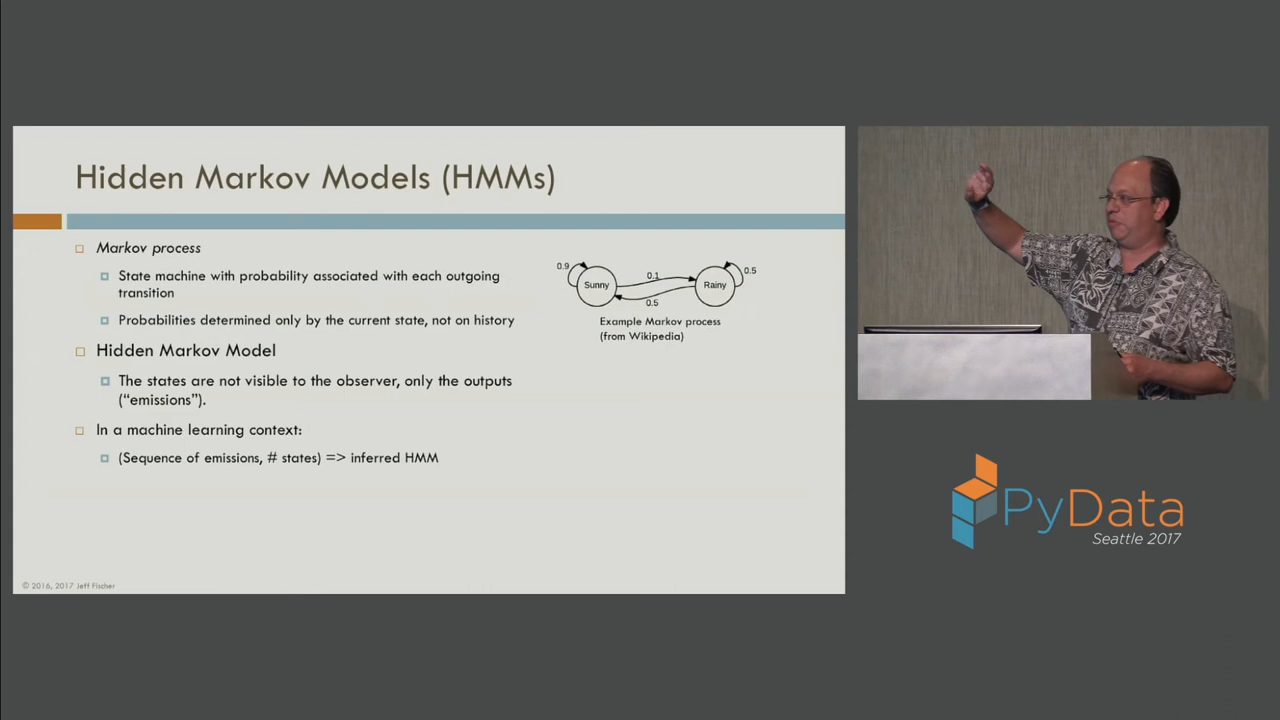 Hidden Markov Models (HMMs)
Markov process
State machine with probability associated with each outgoing
transition
Probabilities determined only by the current state, not on history
Hidden Markov Model
The states are not visible to the observer, only the outputs
(“emissions”).
In a machine learning context:
(Sequence of emissions, # states) => inferred HMM
0.9
Sunny
0.1
0.5
Rainy
0.5
Example Markov process
(from Wikipedia)
© 2016, 2017 Jeff Fischer
PyData
Seattle 2017